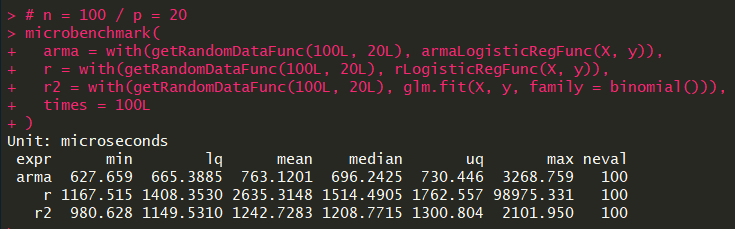 > # n = 100 / p = 20
> microbenchmark(
+   arma = with(getRandomDataFunc(100L, 20L), armaLogisticRegFunc(X, y)),
+   r = with(getRandomDataFunc(100L, 20L), rLogisticRegFunc(X, y)),
+   r2 = with(getRandomDataFunc(100L, 20L), glm.fit(X, y, family = binomial())),
+   times = 100L
+ )
Unit: microseconds
 expr      min        lq      mean    median       uq       max neval
 arma  627.659  665.3885  763.1201  696.2425  730.446  3268.759   100
    r 1167.515 1408.3530 2635.3148 1514.4905 1762.557 98975.331   100
   r2  980.628 1149.5310 1242.7283 1208.7715 1300.804  2101.950   100